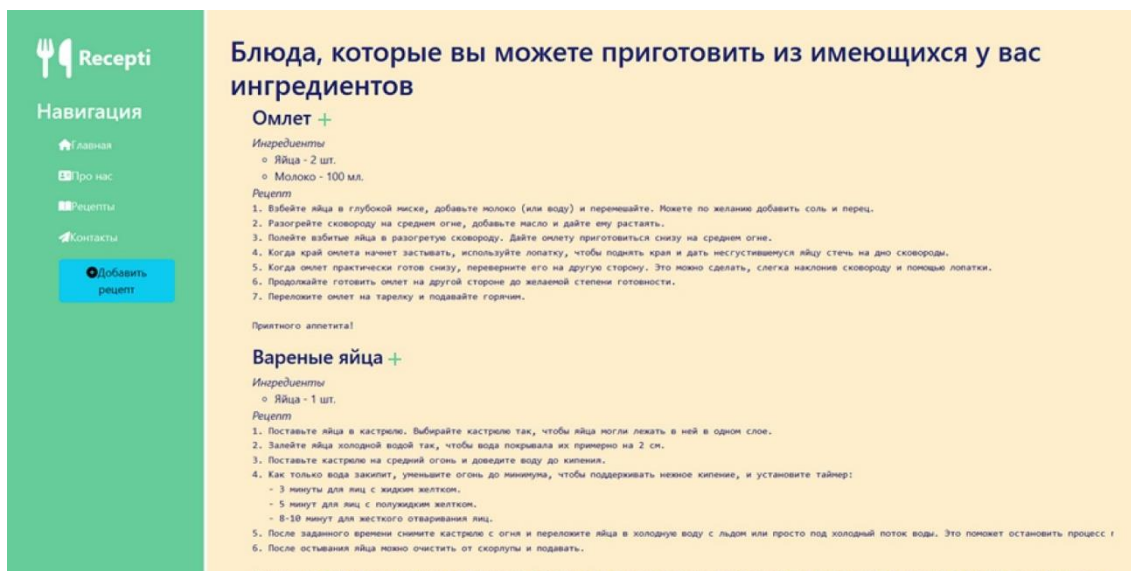 Recepti
Навигация
Главная
Про нас
Рецепты
Контакты
Добавить
рецепт
Блюда, которые вы можете приготовить из имеющихся у вас
ингредиентов
Омлет +
Ингредиенты
Яйца - 2 шт.
Молоко - 100 мл.
Рецепт
1. Взбейте яйца в глубокой миске, добавьте молоко (или воду) и перемешайте. Можете по желанию добавить соль и перец.
2. Разогрейте сковороду на среднем огне, добавьте масло и дайте ему растаять.
3. Полейте взбитые яйца в разогретую сковороду. Дайте омлету приготовиться снизу на среднем огне.
4. Когда край омлета начнет застывать, используйте лопатку, чтобы поднять края и дать несгустившемуся яйцу стечь на дно сковороды.
5. Когда омлет практически готов снизу, переверните его на другую сторону. Это можно сделать, слегка наклонив сковороду и помощью лопатки.
6. Продолжайте готовить омлет на другой стороне до желаемой степени готовности.
7. Переложите омлет на тарелку и подавайте горячим.
Приятного аппетита!
Вареные яйца +
Ингредиенты
Яйца - 1 шт.
Рецепт
1. Поставьте яйца в кастрюлю. Выбирайте кастрюлю так, чтобы яйца могли лежать в ней в одном слое.
2. Залейте яйца холодной водой так, чтобы вода покрывала их примерно на 2 см.
3. Поставьте кастрюлю на средний огонь и доведите воду до кипения.
4. Как только вода закипит, уменьшите огонь до минимума, чтобы поддерживать нежное кипение, и установите таймер:
- 3 минуты для яиц с жидким желтком.
- 5 минут для яиц с полужидким желтком.
- 8-10 минут для жесткого отваривания яиц.
5. После заданного времени снимите кастрюлю с огня и переложите яйца в холодную воду с льдом или просто под холодный поток воды. Это поможет остановить процесс
6. После остывания яйца можно очистить от скорлупы и подавать.